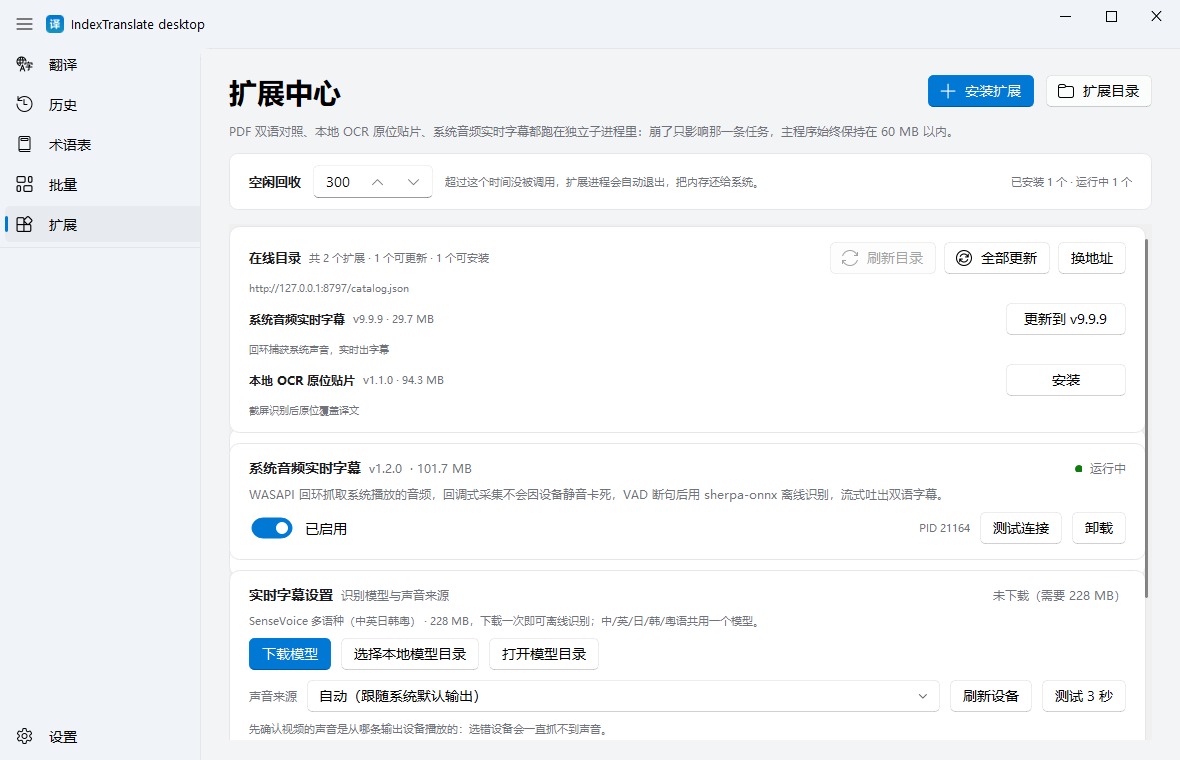 译 IndexTranslate desktop
翻译
历史
术语表
批量
扩展
设置
扩展中心
安装扩展
扩展目录
PDF 双语对照、本地 OCR 原位贴片、系统音频实时字幕都跑在独立子进程里：崩了只影响那一条任务，主程序始终保持在 60 MB 以内。
空闲回收 300 超过这个时间没被调用，扩展进程会自动退出，把内存还给系统。 已安装 1 个 · 运行中 1 个
在线目录 共 2 个扩展 · 1 个可更新 · 1 个可安装 刷新目录 全部更新 换地址
http://127.0.0.1:8797/catalog.json
系统音频实时字幕 v9.9.9 · 29.7 MB 更新到 v9.9.9
回环捕获系统声音，实时出字幕
本地 OCR 原位贴片 v1.1.0 · 94.3 MB 安装
截屏识别后原位覆盖译文
系统音频实时字幕 v1.2.0 · 101.7 MB 运行中
WASAPI 回环抓取系统播放的音频，回调式采集不会因设备静音卡死，VAD 断句后用 sherpa-onnx 离线识别，流式吐出双语字幕。
已启用 PID 21164 测试连接 卸载
实时字幕设置 识别模型与声音来源 未下载（需要 228 MB）
SenseVoice 多语种（中英日韩粤） · 228 MB，下载一次即可离线识别；中/英/日/韩/粤语共用一个模型。
下载模型 选择本地模型目录 打开模型目录
声音来源 自动（跟随系统默认输出） 刷新设备 测试 3 秒
先确认视频的声音是从哪条输出设备播放的：选错设备会一直抓不到声音。